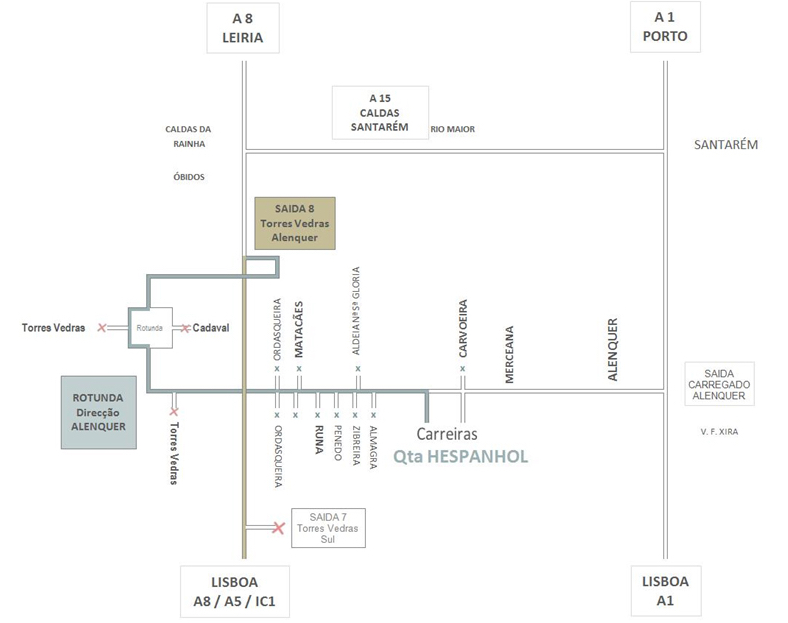 A 8
LEIRIA
A 1
PORTO
A 15
CALDAS
SANTARÉM
RIO MAIOR
CALDAS DA
RAINHA
ÓBIDOS
SANTARÉM
SAIDA 8
Torres Vedras
Alenquer
ORDASQUEIRA
MATACÃES
ALDEIA NªSª GLORIA
CARVOEIRA
MERCEANA
ALENQUER
Torres Vedras
Rotunda
Cadaval
SAIDA
CARREGADO
ALENQUER
V. F. XIRA
ROTUNDA
Direcção
ALENQUER
Torres Vedras
ORDASQUEIRA
RUNA
PENEDO
ZIBREIRA
ALMAGRA
Carreiras
Qta HESPANHOL
SAIDA 7
Torres Vedras
Sul
LISBOA
A8 / A5 / IC1
LISBOA
A1